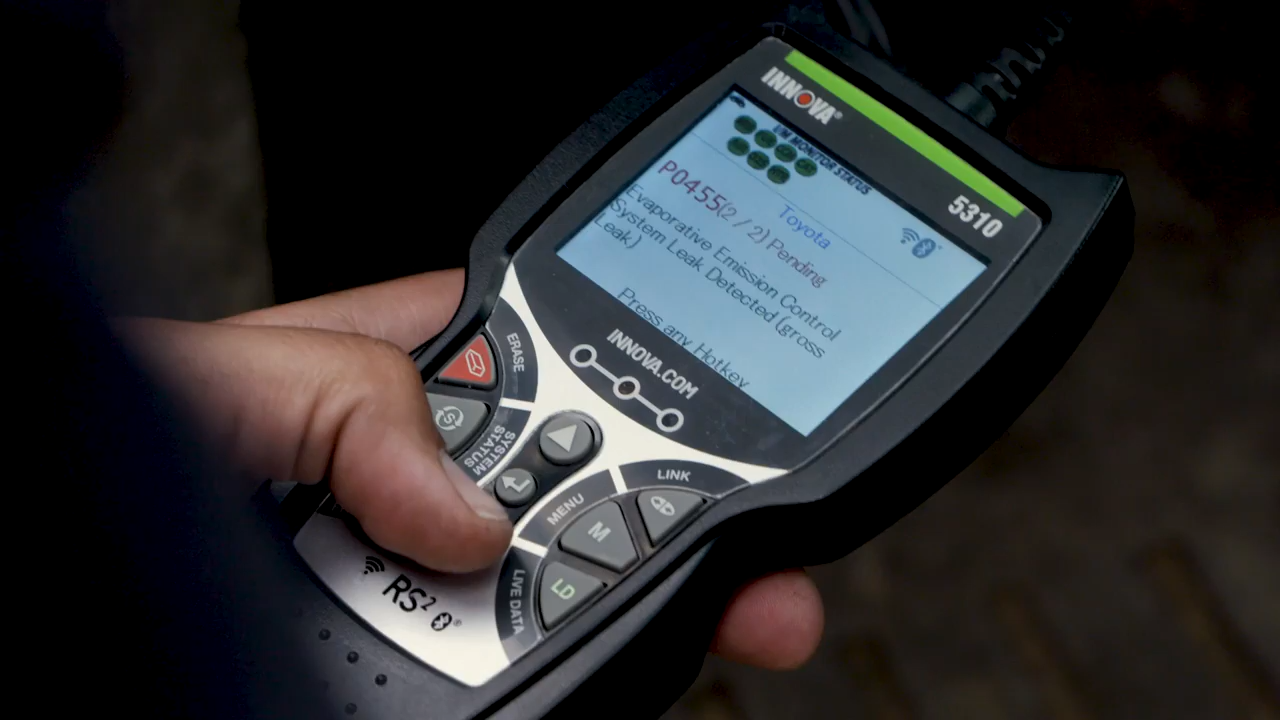 INNOVA®
5310
I/M MONITOR STATUS
Toyota
P0455(2 / 2) Pending
Evaporative Emission Control
System Leak Detected (gross
Leak,)
Press any Hotkey
INNOVA.COM
ERASE
SYSTEM
STATUS
S
LINK
MENU
M
LIVE DATA
LD
RS²